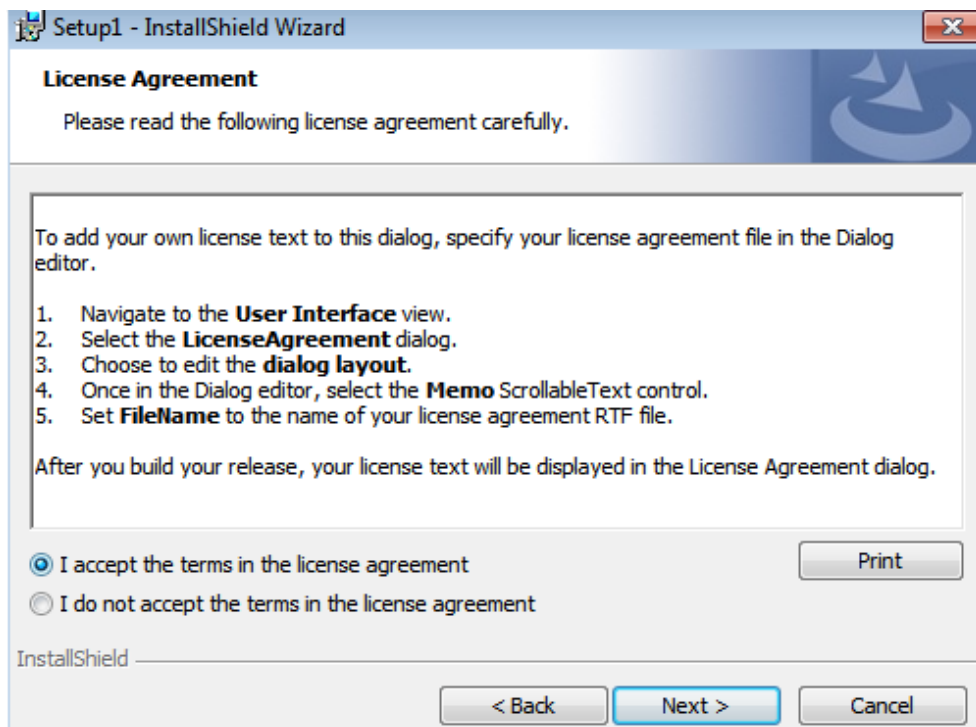 Setup1 - InstallShield Wizard
License Agreement
Please read the following license agreement carefully.
To add your own license text to this dialog, specify your license agreement file in the Dialog
editor.
1. Navigate to the User Interface view.
2. Select the LicenseAgreement dialog.
3. Choose to edit the dialog layout.
4. Once in the Dialog editor, select the Memo ScrollableText control.
5. Set FileName to the name of your license agreement RTF file.
After you build your release, your license text will be displayed in the License Agreement dialog.
I accept the terms in the license agreement
Print
I do not accept the terms in the license agreement
InstallShield
< Back
Next >
Cancel